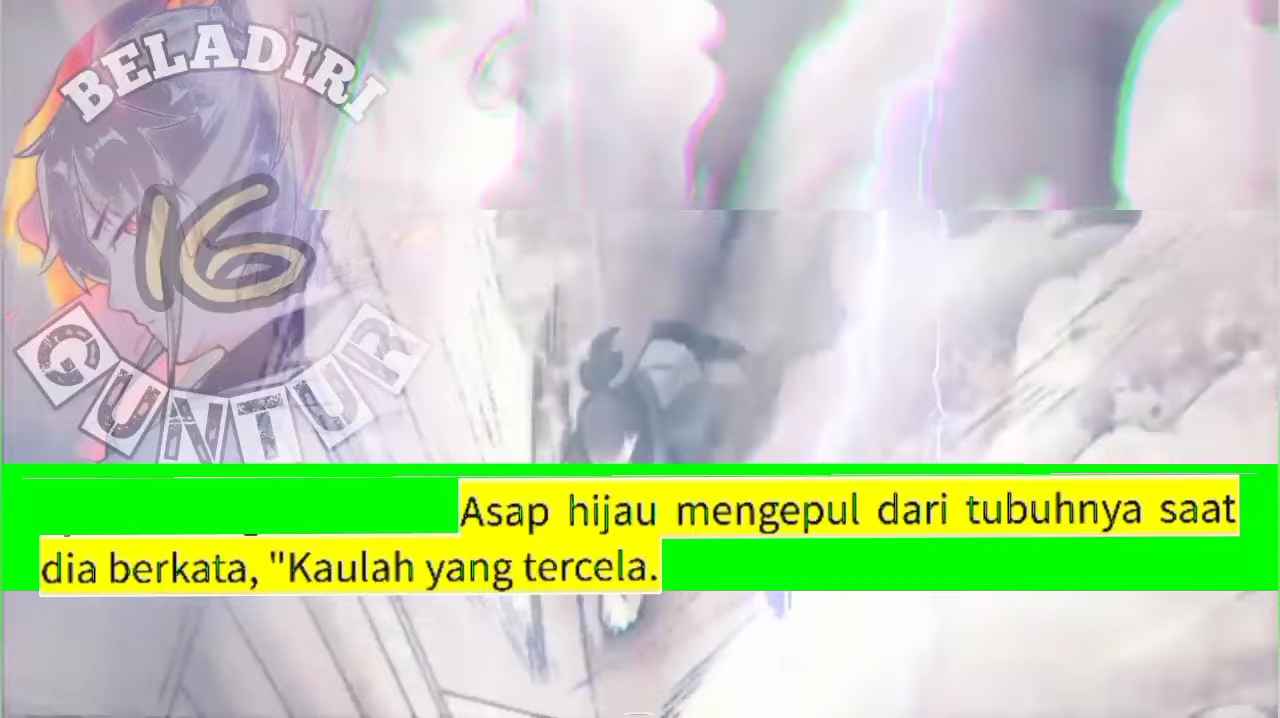 BELADIRI
16
GUNTUR
Asap hijau mengepul dari tubuhnya saat
dia berkata, "Kaulah yang tercela.